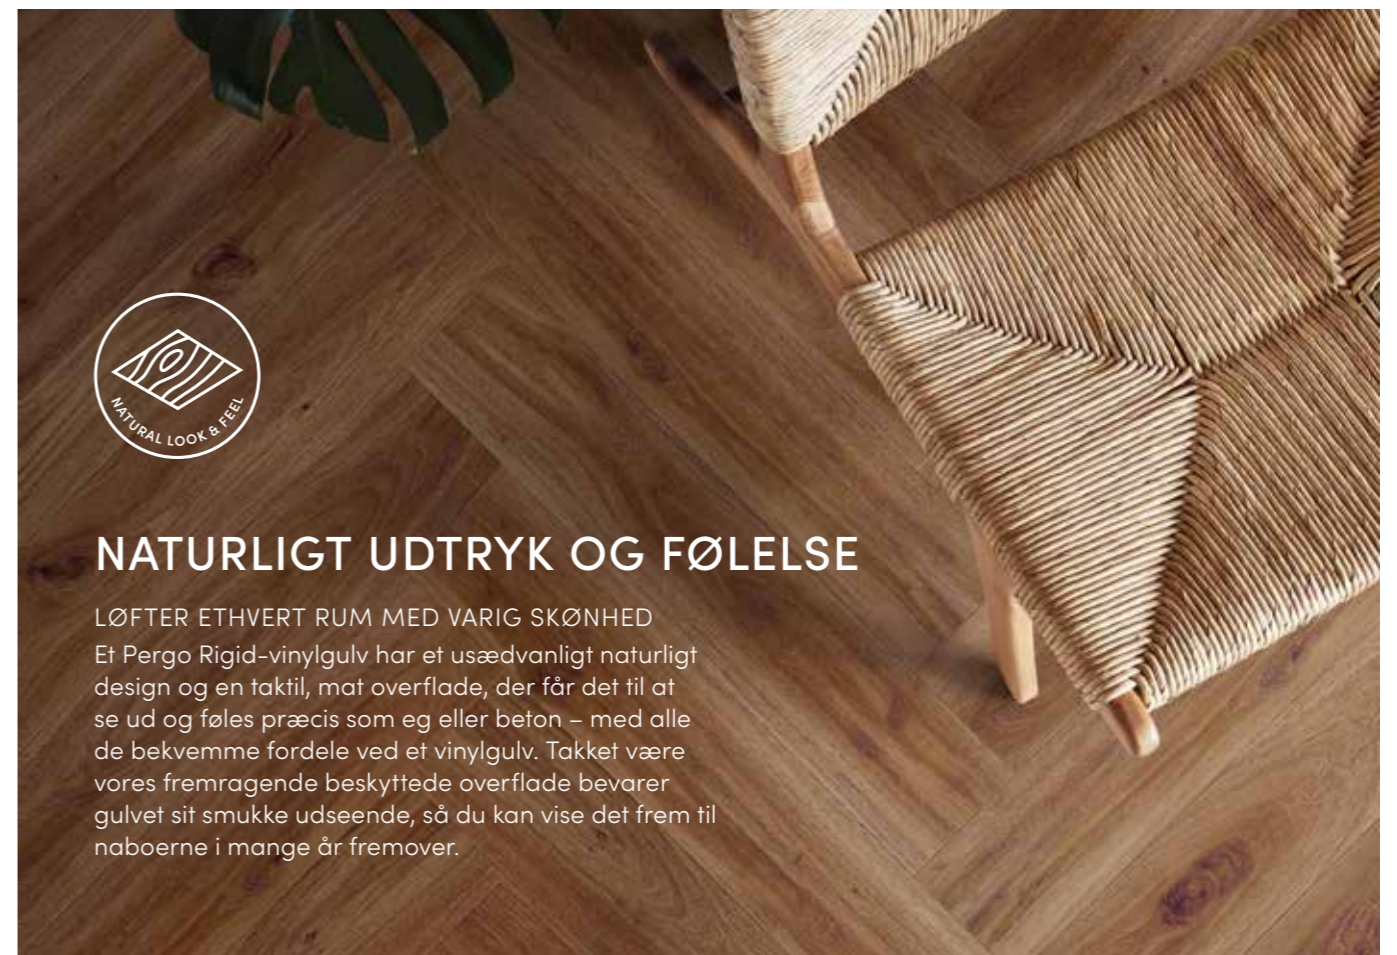 NATURAL LOOK & FEEL
NATURLIGT UDTRYK OG FØLELSE
LØFTER ETHVERT RUM MED VARIG SKØNHED
Et Pergo Rigid-vinylgulv har et usædvanligt naturligt
design og en taktil, mat overflade, der får det til at
se ud og føles præcis som eg eller beton – med alle
de bekvemme fordele ved et vinylgulv. Takket være
vores fremragende beskyttede overflade bevarer
gulvet sit smukke udseende, så du kan vise det frem til
naboerne i mange år fremover.